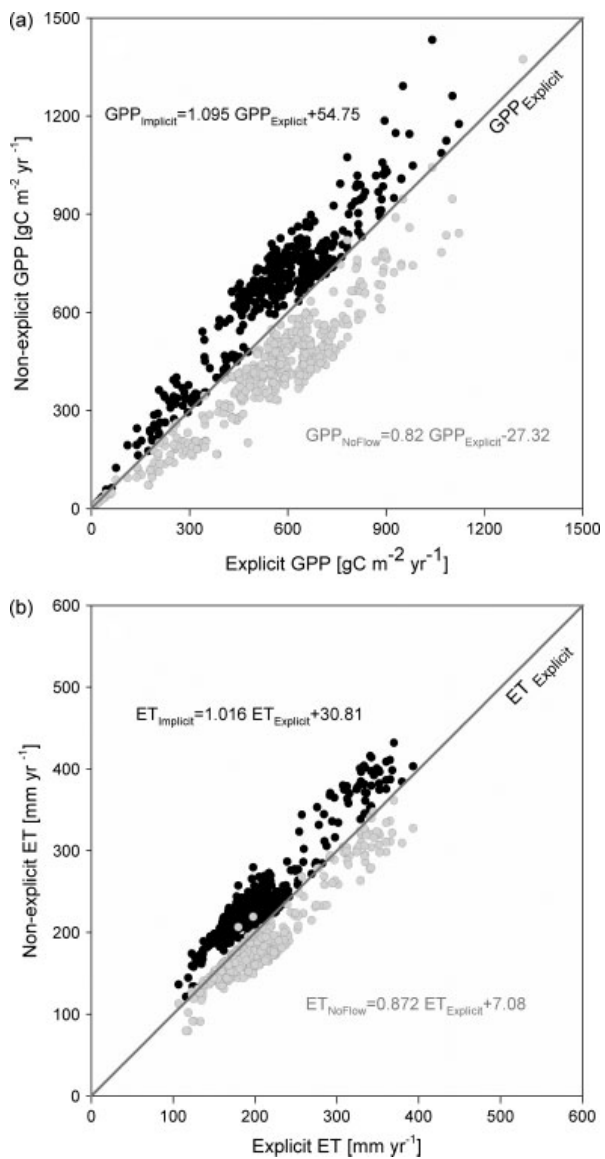 (a)
1500
1200
900
600
300
0
Non-explicit GPP [gC m⁻² yr⁻¹]
GPP_Implicit=1.095 GPP_Explicit+54.75
GPP_Explicit
GPP_NoFlow=0.82 GPP_Explicit-27.32
0 300 600 900 1200 1500
Explicit GPP [gC m⁻² yr⁻¹]
(b)
600
500
400
300
200
100
0
Non-explicit ET [mm yr⁻¹]
ET_Implicit=1.016 ET_Explicit+30.81
ET_Explicit
ET_NoFlow=0.872 ET_Explicit+7.08
0 100 200 300 400 500 600
Explicit ET [mm yr⁻¹]